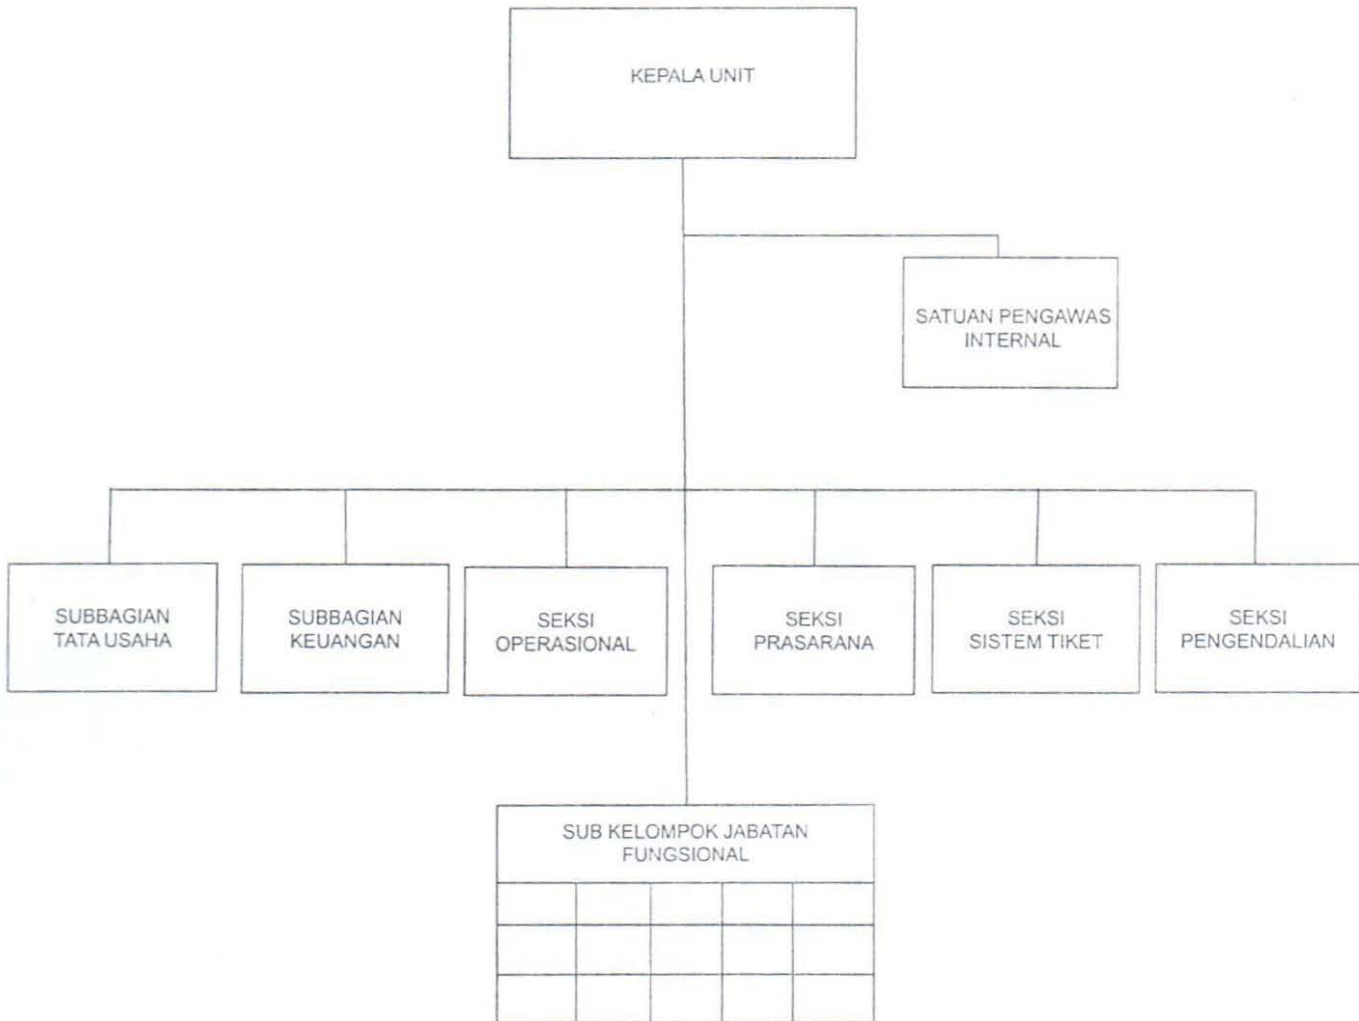 KEPALA UNIT
SATUAN PENGAWAS
INTERNAL
SUBBAGIAN
TATA USAHA
SUBBAGIAN
KEUANGAN
SEKSI
OPERASIONAL
SEKSI
PRASARANA
SEKSI
SISTEM TIKET
SEKSI
PENGENDALIAN
SUB KELOMPOK JABATAN
FUNGSIONAL